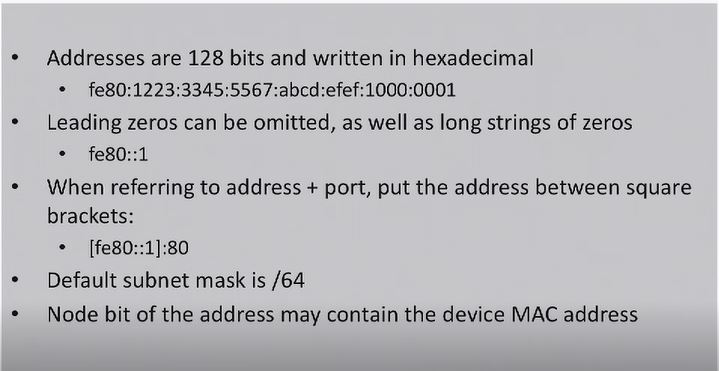 • Addresses are 128 bits and written in hexadecimal
• fe80:1223:3345:5567:abcd:efef:1000:0001
• Leading zeros can be omitted, as well as long strings of zeros
• fe80::1
• When referring to address + port, put the address between square
brackets:
• [fe80::1]:80
• Default subnet mask is /64
• Node bit of the address may contain the device MAC address